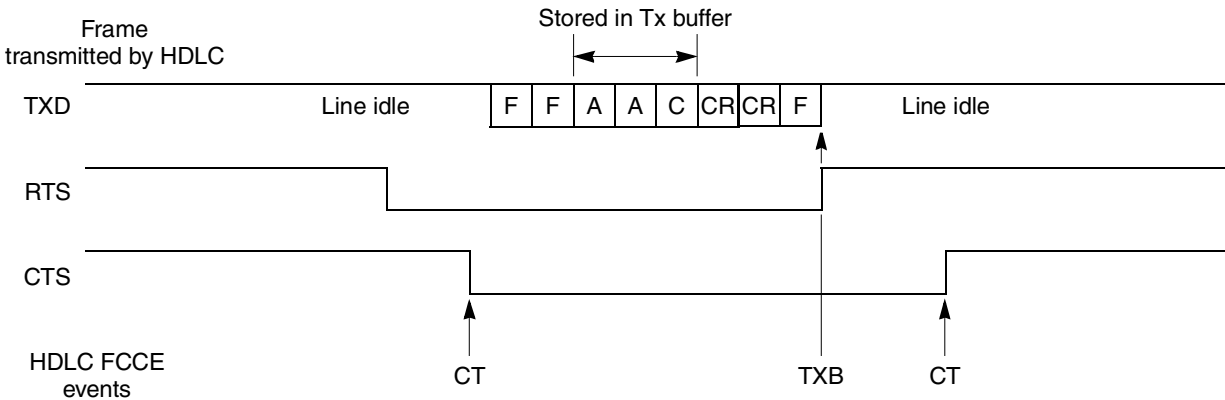 Frame
transmitted by HDLC
Stored in Tx buffer
TXD
Line idle
F F A A C CR CR F
Line idle
RTS
CTS
HDLC FCCE
events
CT
TXB
CT